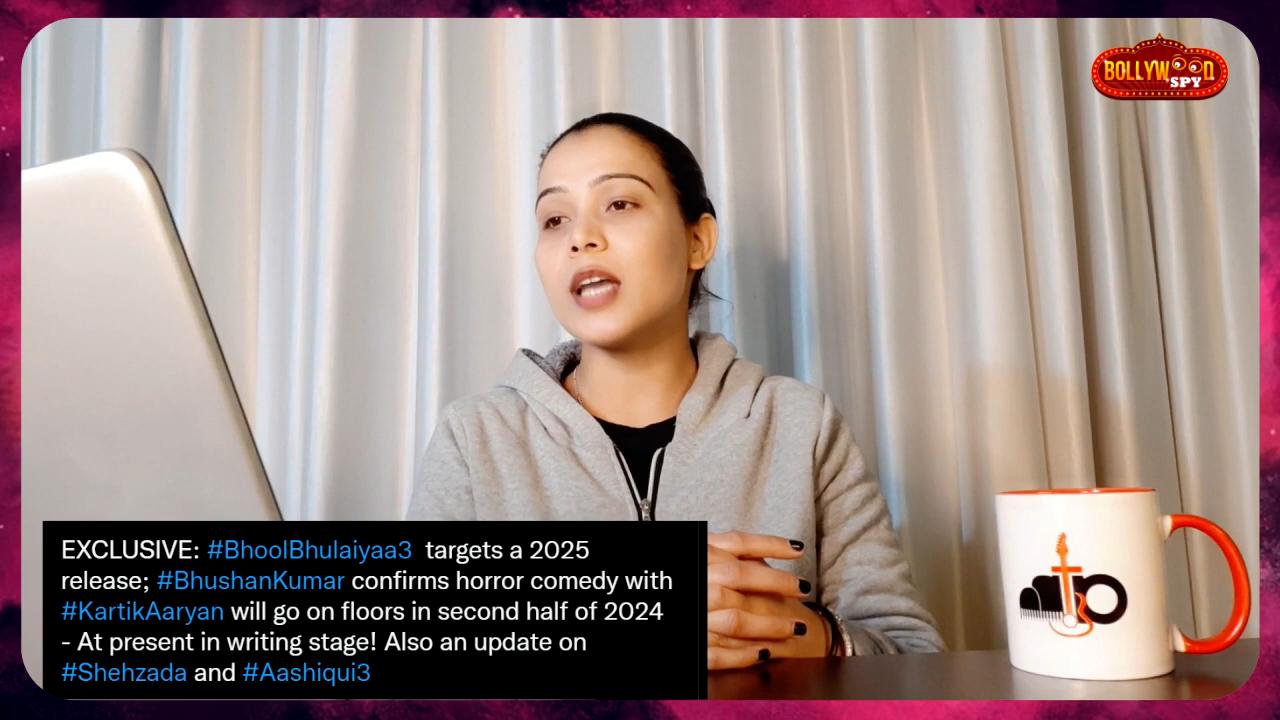 BOLLYWOOD
SPY
EXCLUSIVE: #BhoolBhulaiyaa3 targets a 2025
release; #BhushanKumar confirms horror comedy with
#KartikAaryan will go on floors in second half of 2024
- At present in writing stage! Also an update on
#Shehzada and #Aashiqui3